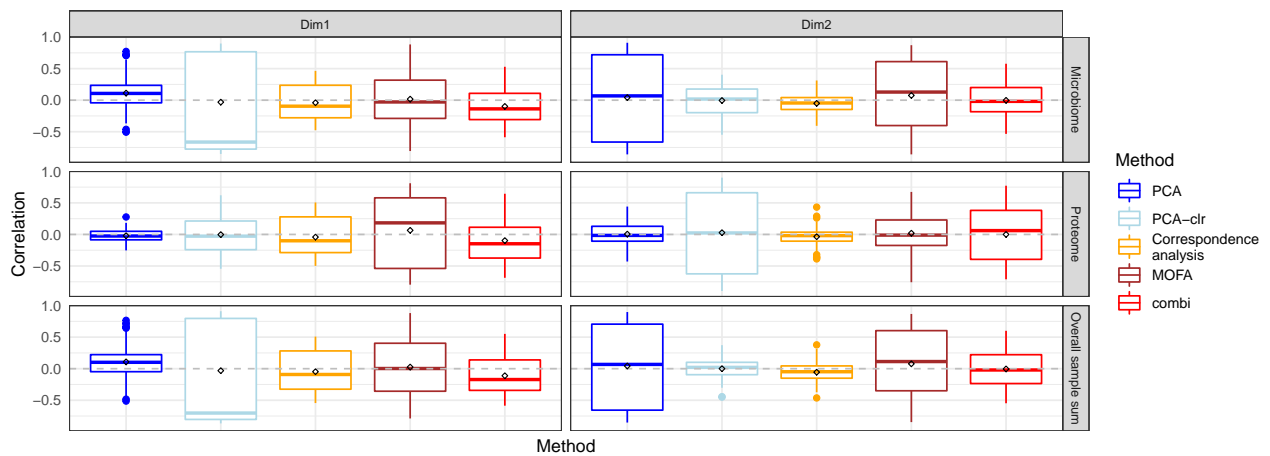 Dim1
Dim2
1.0
0.5
0.0
−0.5
Microbiome
1.0
0.5
0.0
−0.5
Proteome
1.0
0.5
0.0
−0.5
Overall sample sum
Correlation
Method
Method
PCA
PCA−clr
Correspondence
analysis
MOFA
combi